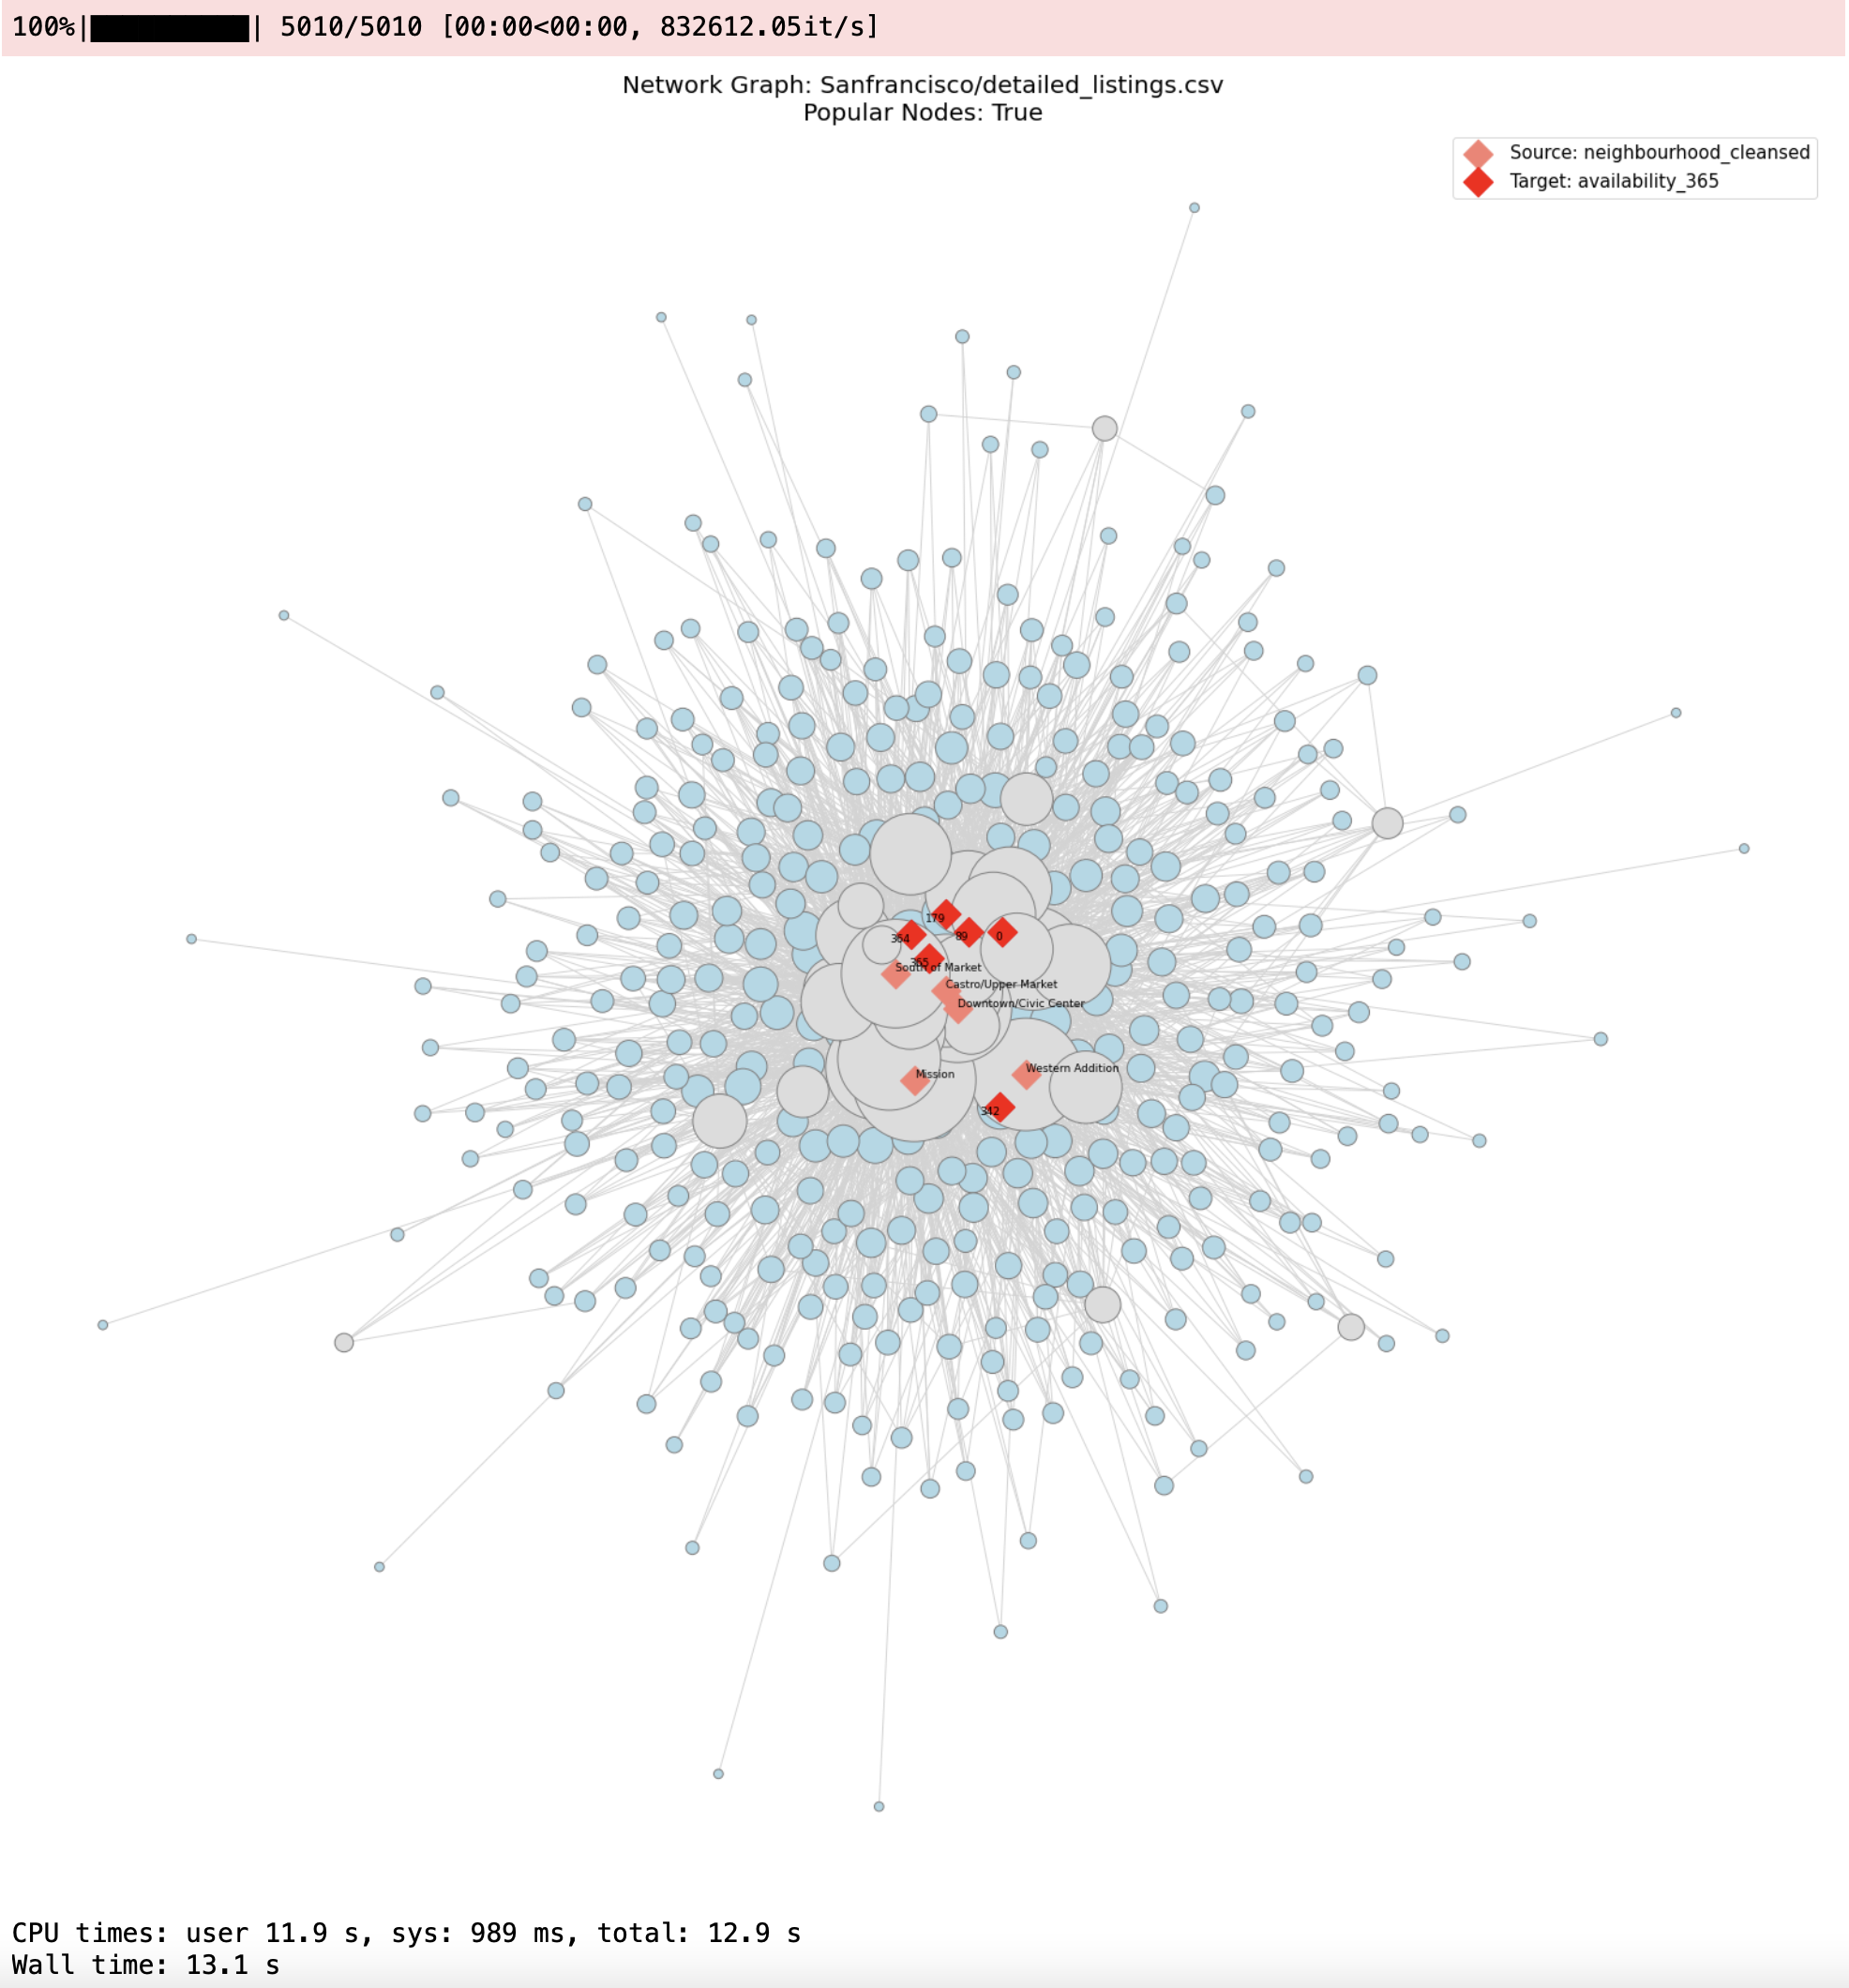 100%|██████████| 5010/5010 [00:00<00:00, 832612.05it/s]
Network Graph: Sanfrancisco/detailed_listings.csv
Popular Nodes: True
Source: neighbourhood_cleansed
Target: availability_365
179
354
89
0
365
South of Market
Castro/Upper Market
Downtown/Civic Center
Mission
Western Addition
342
CPU times: user 11.9 s, sys: 989 ms, total: 12.9 s
Wall time: 13.1 s